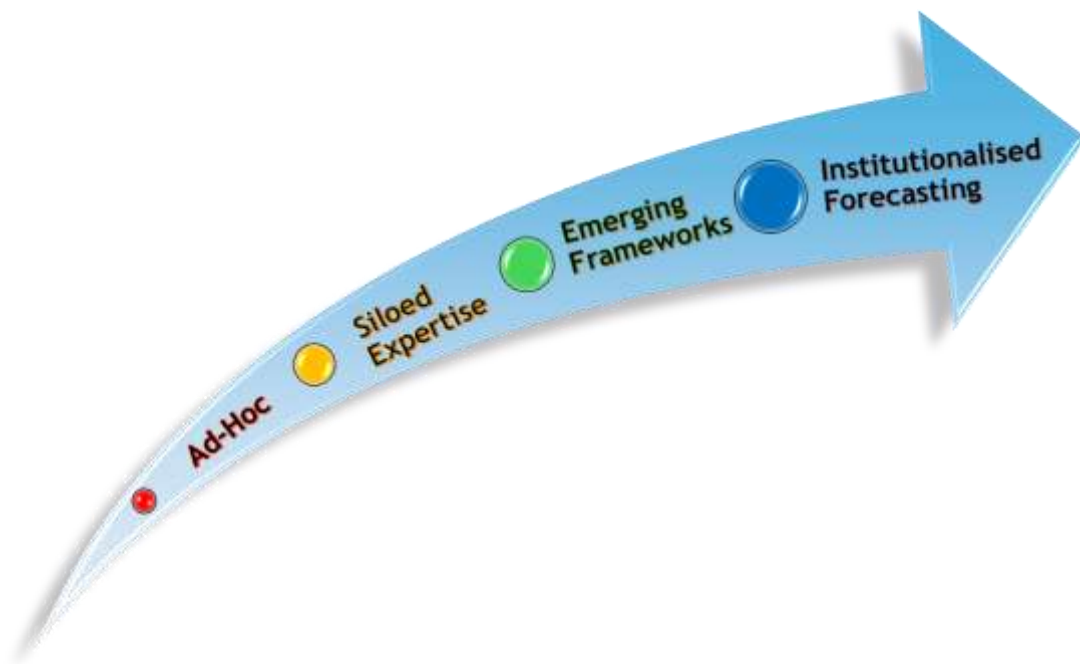 Ad-Hoc
Siloed
Expertise
Emerging
Frameworks
Institutionalised
Forecasting